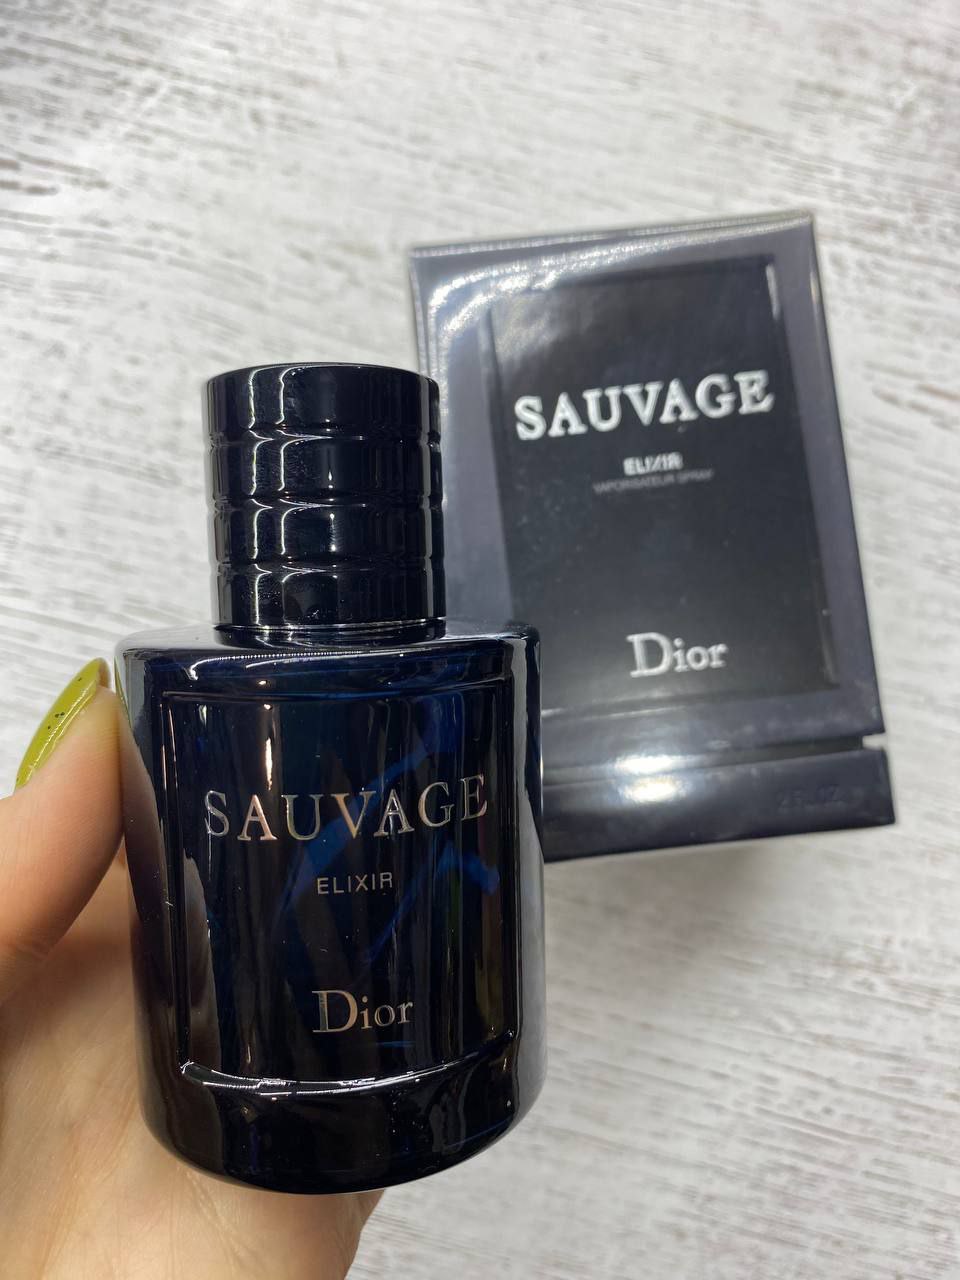 SAUVAGE
ELIXIR
VAPORISATEUR SPRAY
Dior
SAUVAGE
ELIXIR
Dior